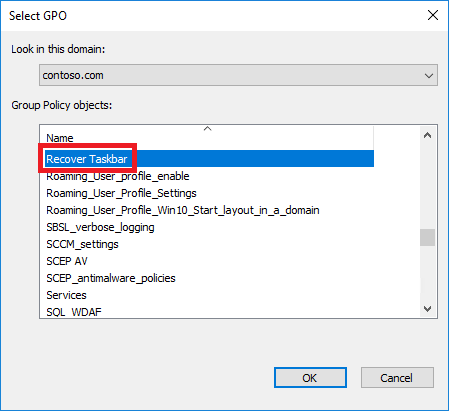 Select GPO
Look in this domain:
contoso.com
Group Policy objects:
Name
Recover Taskbar
Roaming_User_profile_enable
Roaming_User_Profile_Settings
Roaming_User_Profile_Win10_Start_layout_in_a_domain
SBSL_verbose_logging
SCCM_settings
SCEP AV
SCEP_antimalware_policies
Services
SQL_WDAF
OK Cancel